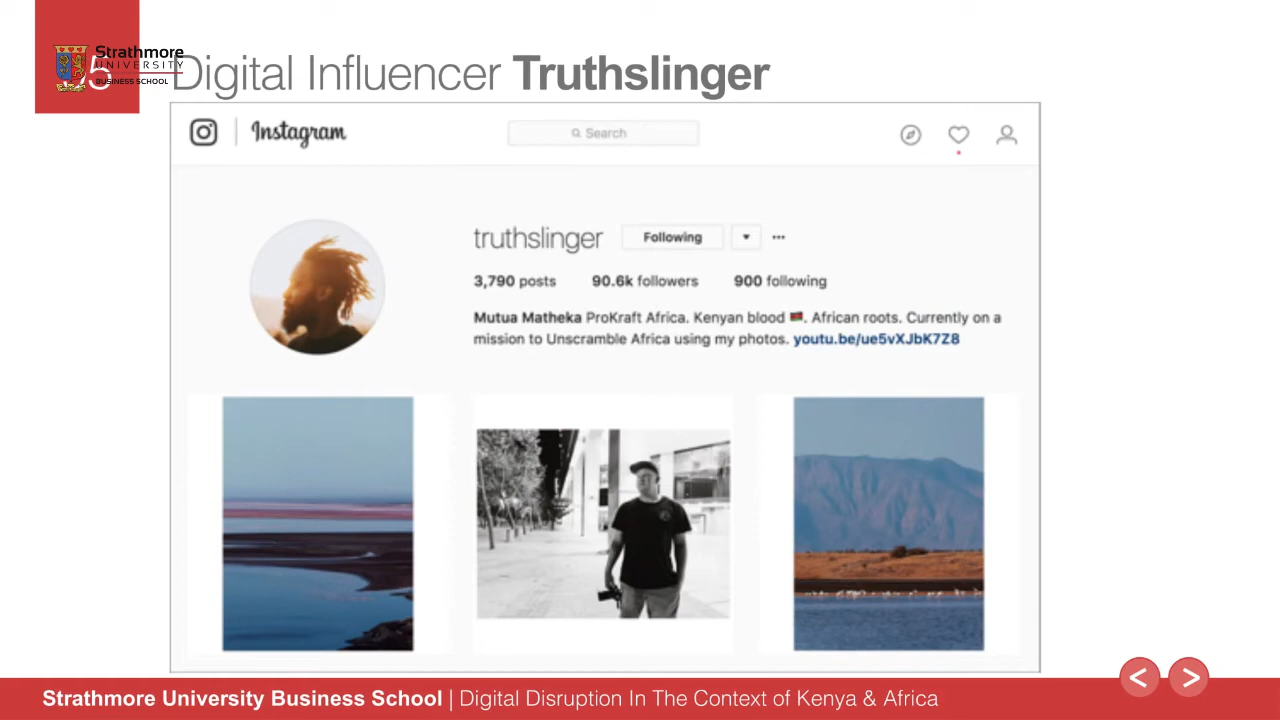 Strathmore
UNIVERSITY
BUSINESS SCHOOL
Digital Influencer Truthslinger
Instagram
Search
truthslinger Following
3,790 posts 90.6k followers 900 following
Mutua Matheka ProKraft Africa. Kenyan blood 🇰🇪. African roots. Currently on a
mission to Unscramble Africa using my photos. youtu.be/ue5vXJbK7Z8
Strathmore University Business School | Digital Disruption In The Context of Kenya & Africa